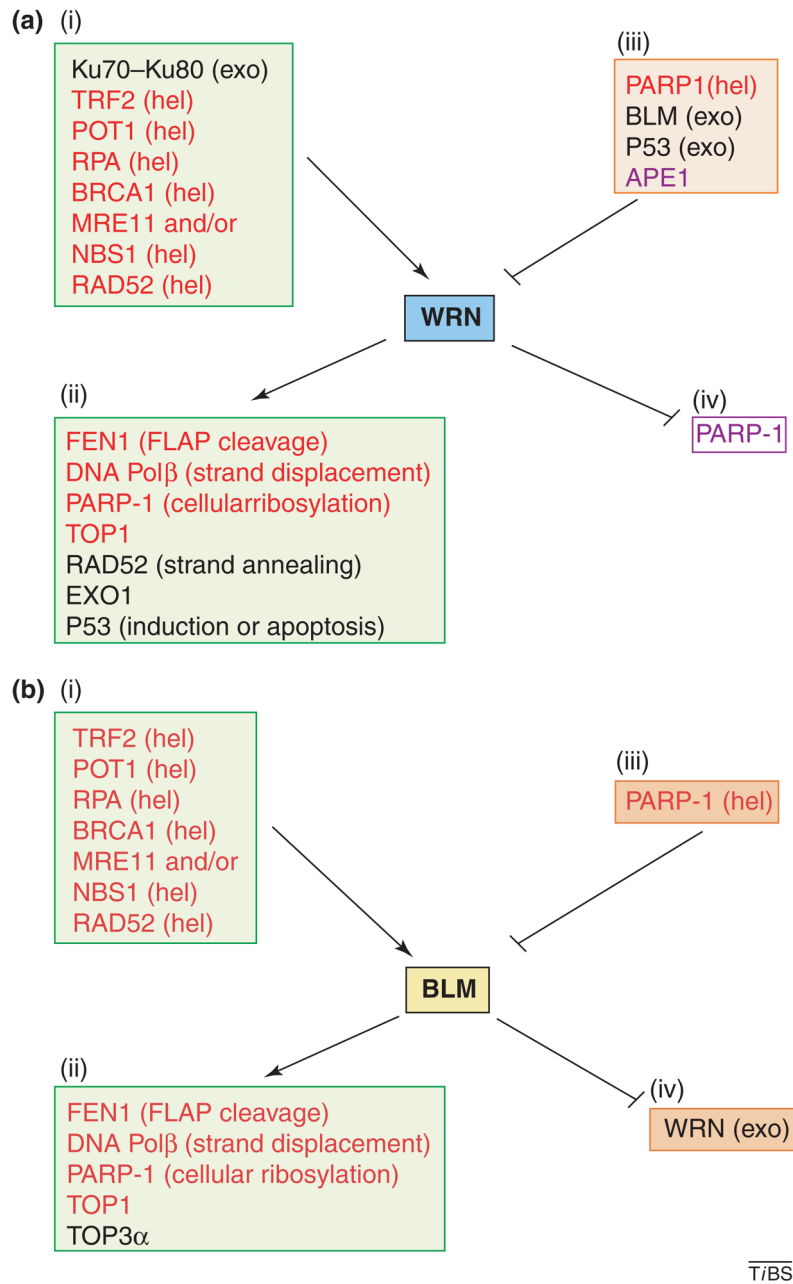 (a) (i)
Ku70–Ku80 (exo)
TRF2 (hel)
POT1 (hel)
RPA (hel)
BRCA1 (hel)
MRE11 and/or
NBS1 (hel)
RAD52 (hel)
(iii)
PARP1(hel)
BLM (exo)
P53 (exo)
APE1
WRN
(ii)
FEN1 (FLAP cleavage)
DNA Polβ (strand displacement)
PARP-1 (cellularribosylation)
TOP1
RAD52 (strand annealing)
EXO1
P53 (induction or apoptosis)
(iv)
PARP-1
(b) (i)
TRF2 (hel)
POT1 (hel)
RPA (hel)
BRCA1 (hel)
MRE11 and/or
NBS1 (hel)
RAD52 (hel)
(iii)
PARP-1 (hel)
BLM
(ii)
FEN1 (FLAP cleavage)
DNA Polβ (strand displacement)
PARP-1 (cellular ribosylation)
TOP1
TOP3α
(iv)
WRN (exo)
TiBS